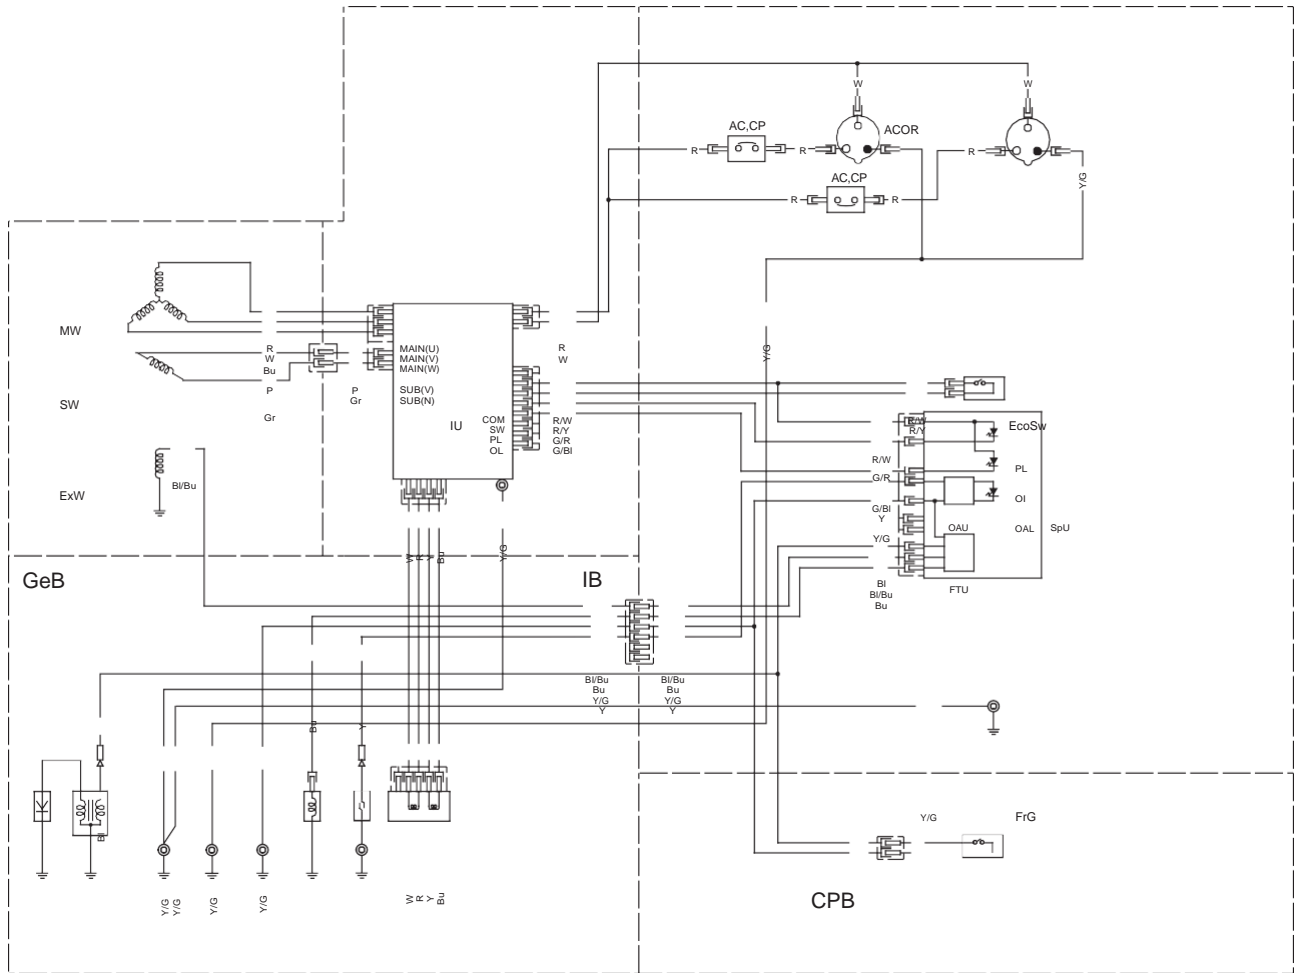 W
W
AC,CP
ACOR
R
R
R
AC,CP
R
R
Y/G
MW
R
W
Bu
P
Gr
SW
P
Gr
MAIN(U)
MAIN(V)
MAIN(W)
SUB(V)
SUB(N)
IU
COM
SW
PL
OL
R
W
R/W
R/Y
G/R
G/Bl
Y/G
R/W
R/Y
EcoSw
R/W
PL
G/R
OI
G/Bl
Y
OAU
OAL
SpU
Y/G
Bl
Bl/Bu
Bu
FTU
ExW
Bl/Bu
W
R
Y
Bu
Y/G
GeB
IB
Bl/Bu
Bu
Y/G
Y
Bl/Bu
Bu
Y/G
Y
Bu
Y
Bl
Y/G
FrG
CPB
Y/G
Y/G
Y/G
Y/G
W
R
Y
Bu